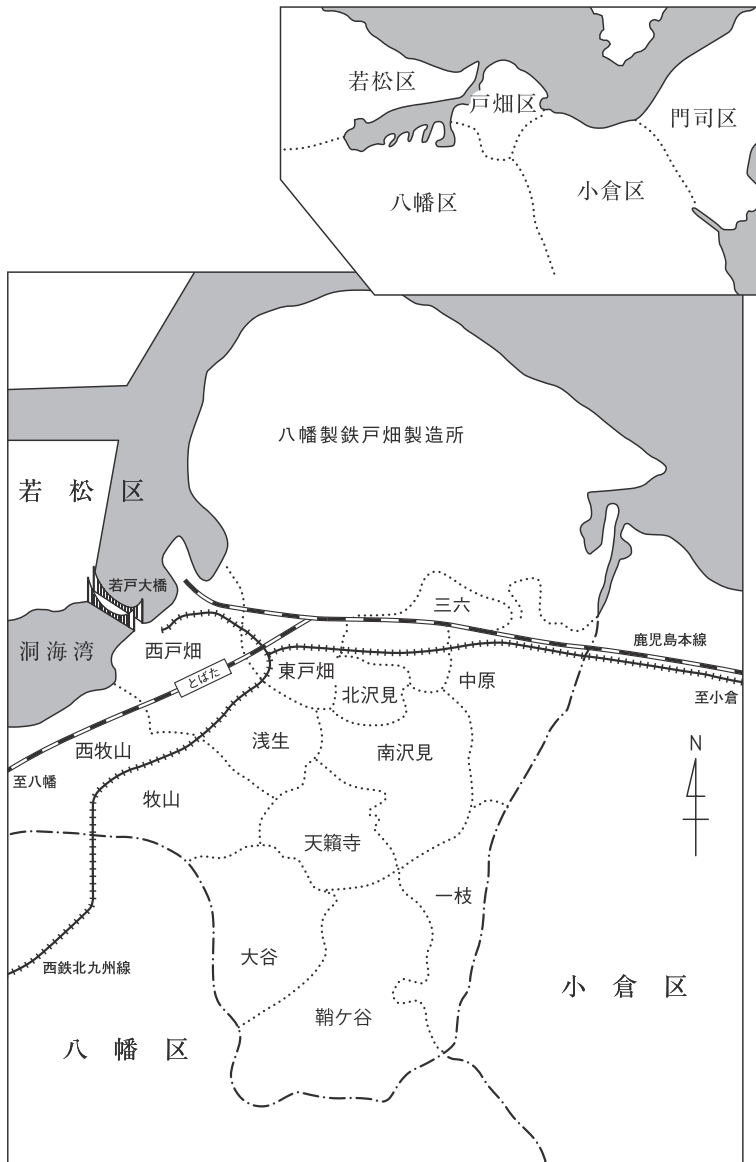 若松区
戸畑区
門司区
八幡区
小倉区
八幡製鉄戸畑製造所
若松区
若戸大橋
三六
洞海湾
西戸畑
鹿児島本線
東戸畑
とばた
北沢見
中原
至小倉
浅生
南沢見
西牧山
N
至八幡
牧山
天籟寺
一枝
大谷
西鉄北九州線
小倉区
鞘ケ谷
八幡区